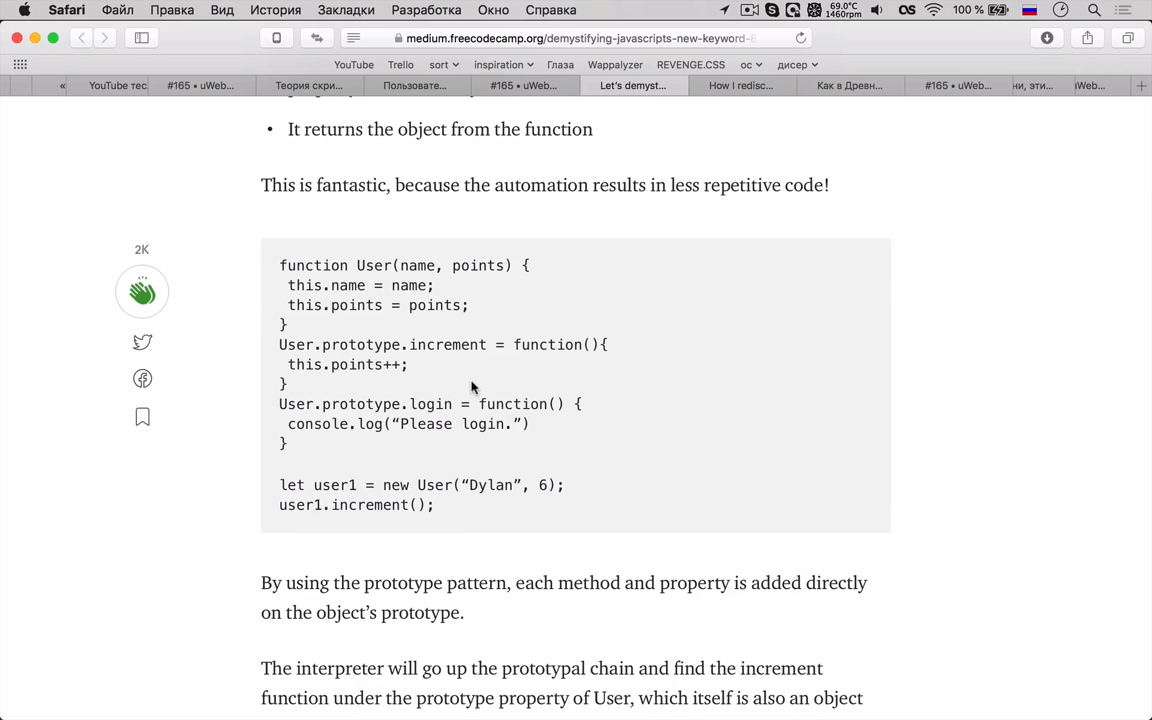 Safari Файл Правка Вид История Закладки Разработка Окно Справка 69.0°C 1460rpm 100 %
medium.freecodecamp.org/demystifying-javascripts-new-keyword-
YouTube Trello sort inspiration Глаза Wappalyzer REVENGE.CSS ос дисер
« YouTube тес #165 • uWeb... Теория скри... Пользовате... #165 • uWeb... Let's demyst... How I redisc... Как в Древн... #165 • uWeb... ни, эти... Web...
• It returns the object from the function
This is fantastic, because the automation results in less repetitive code!
2K
function User(name, points) {
this.name = name;
this.points = points;
}
User.prototype.increment = function(){
this.points++;
}
User.prototype.login = function() {
console.log(“Please login.”)
}
let user1 = new User(“Dylan”, 6);
user1.increment();
By using the prototype pattern, each method and property is added directly
on the object’s prototype.
The interpreter will go up the prototypal chain and find the increment
function under the prototype property of User, which itself is also an object